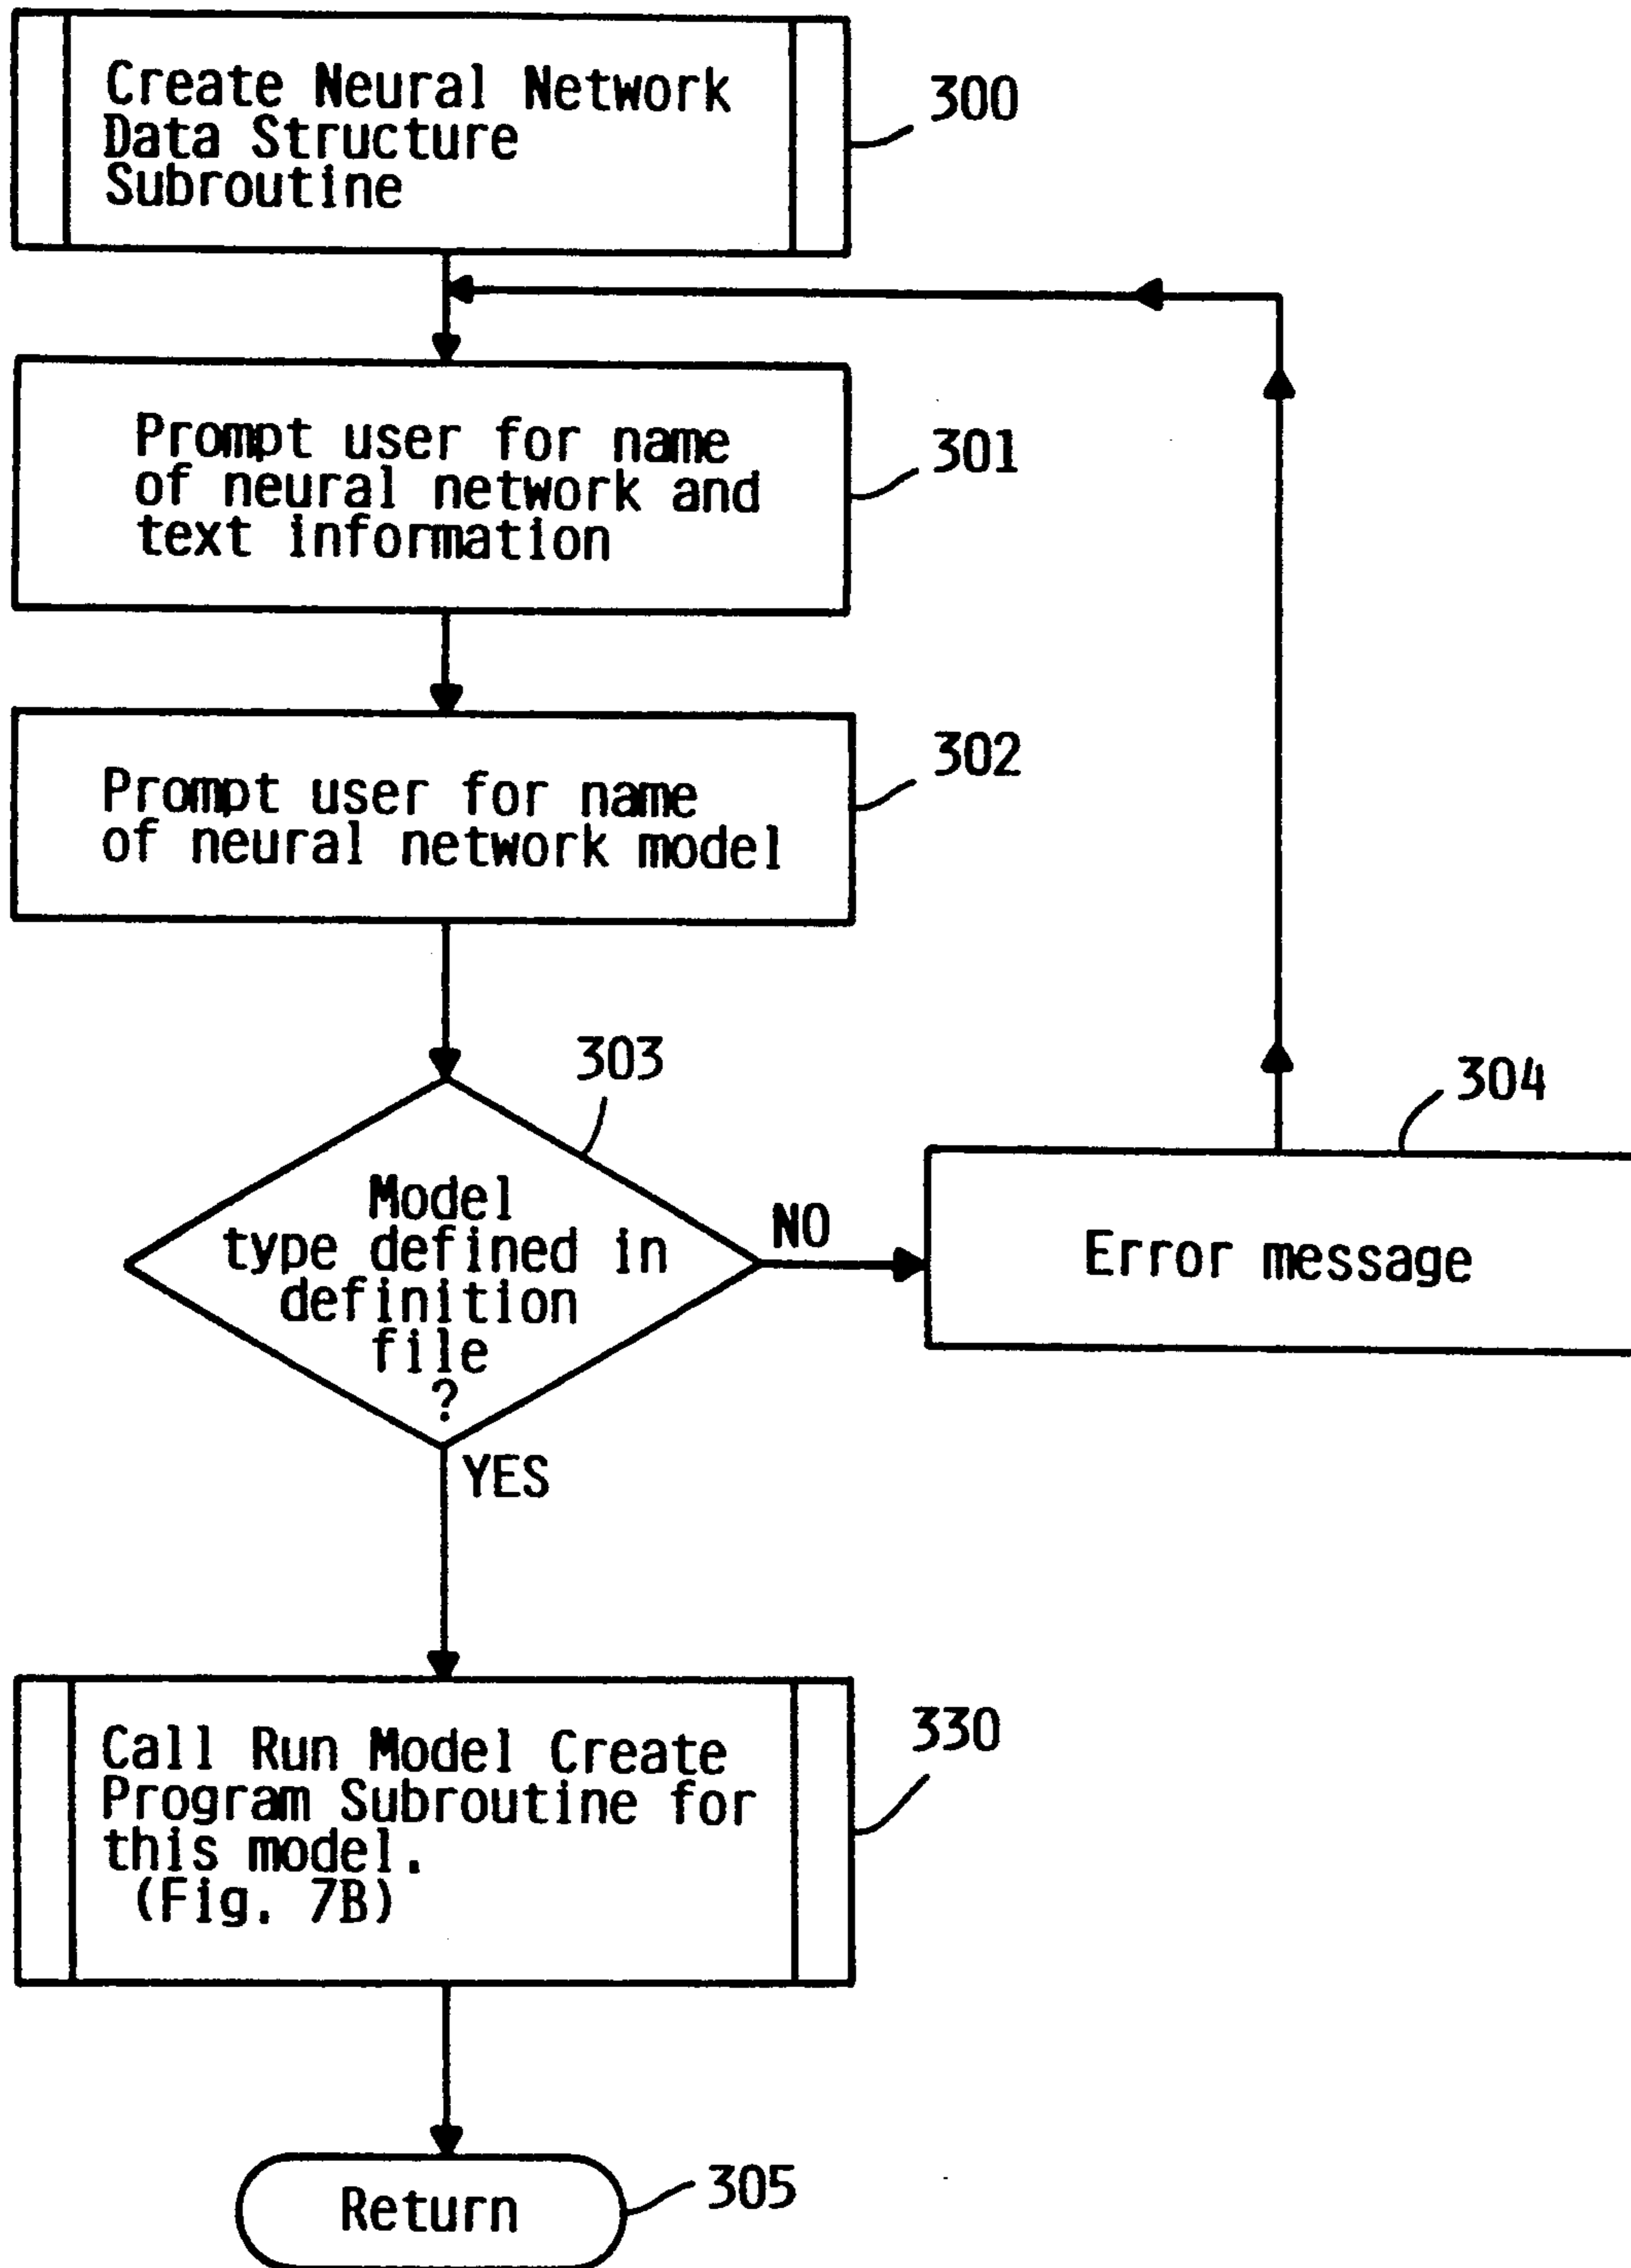 Create Neural Network
Data Structure
Subroutine
300
Prompt user for name
of neural network and
text information
301
Prompt user for name
of neural network model
302
303
Model
type defined in
definition
file
?
NO
304
Error message
YES
Call Run Model Create
Program Subroutine for
this model.
(Fig. 7B)
330
Return
305